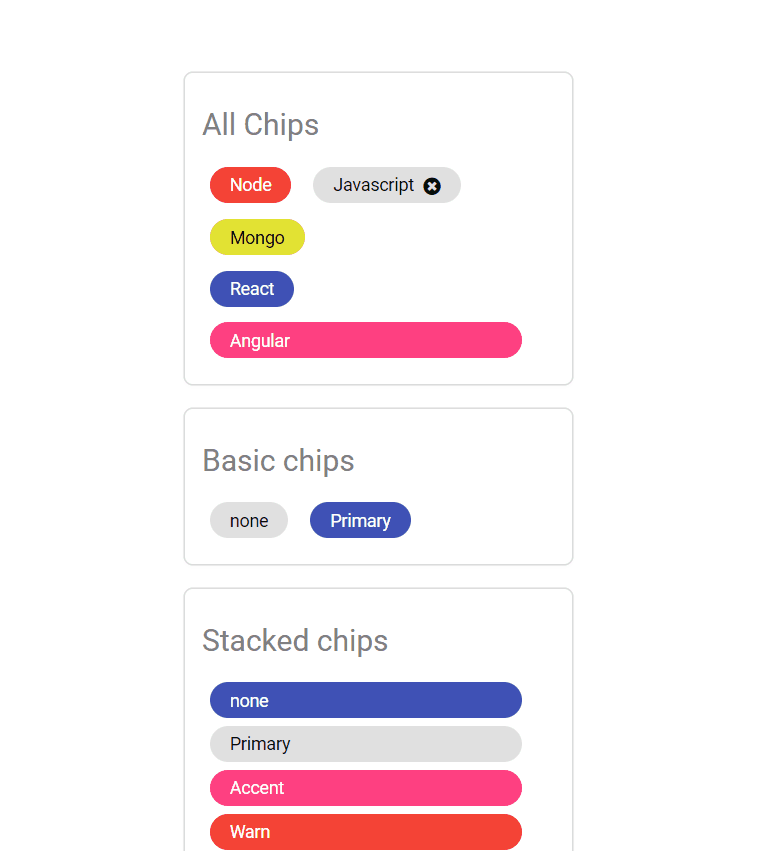 All Chips
Node Javascript
Mongo
React
Angular
Basic chips
none Primary
Stacked chips
none
Primary
Accent
Warn